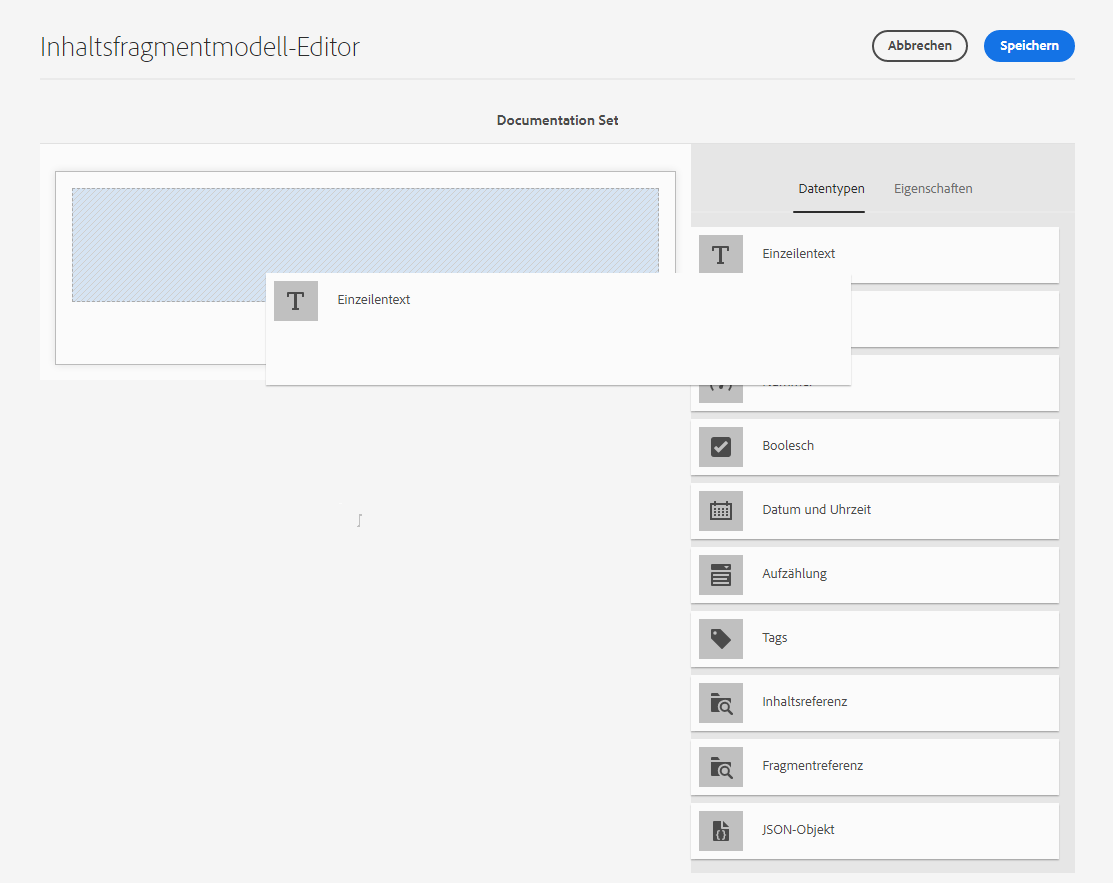 Inhaltsfragmentmodell-Editor
Abbrechen
Speichern
Documentation Set
Datentypen
Eigenschaften
Einzeilentext
Einzeilentext
Boolesch
Datum und Uhrzeit
Aufzählung
Tags
Inhaltsreferenz
Fragmentreferenz
JSON-Objekt